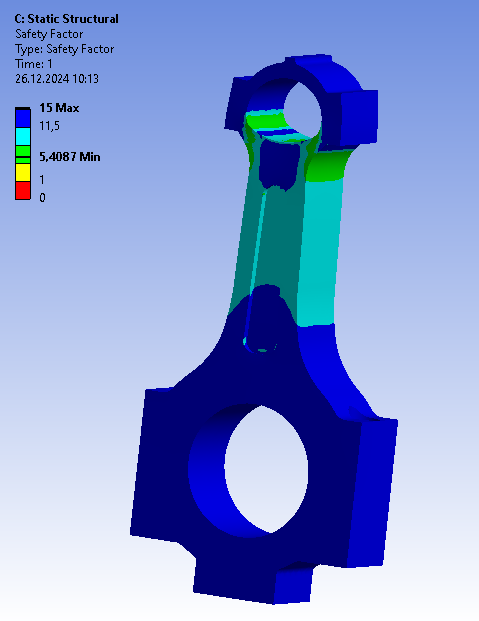 C: Static Structural
Safety Factor
Type: Safety Factor
Time: 1
26.12.2024 10:13
15 Max
11,5
5,4087 Min
1
0